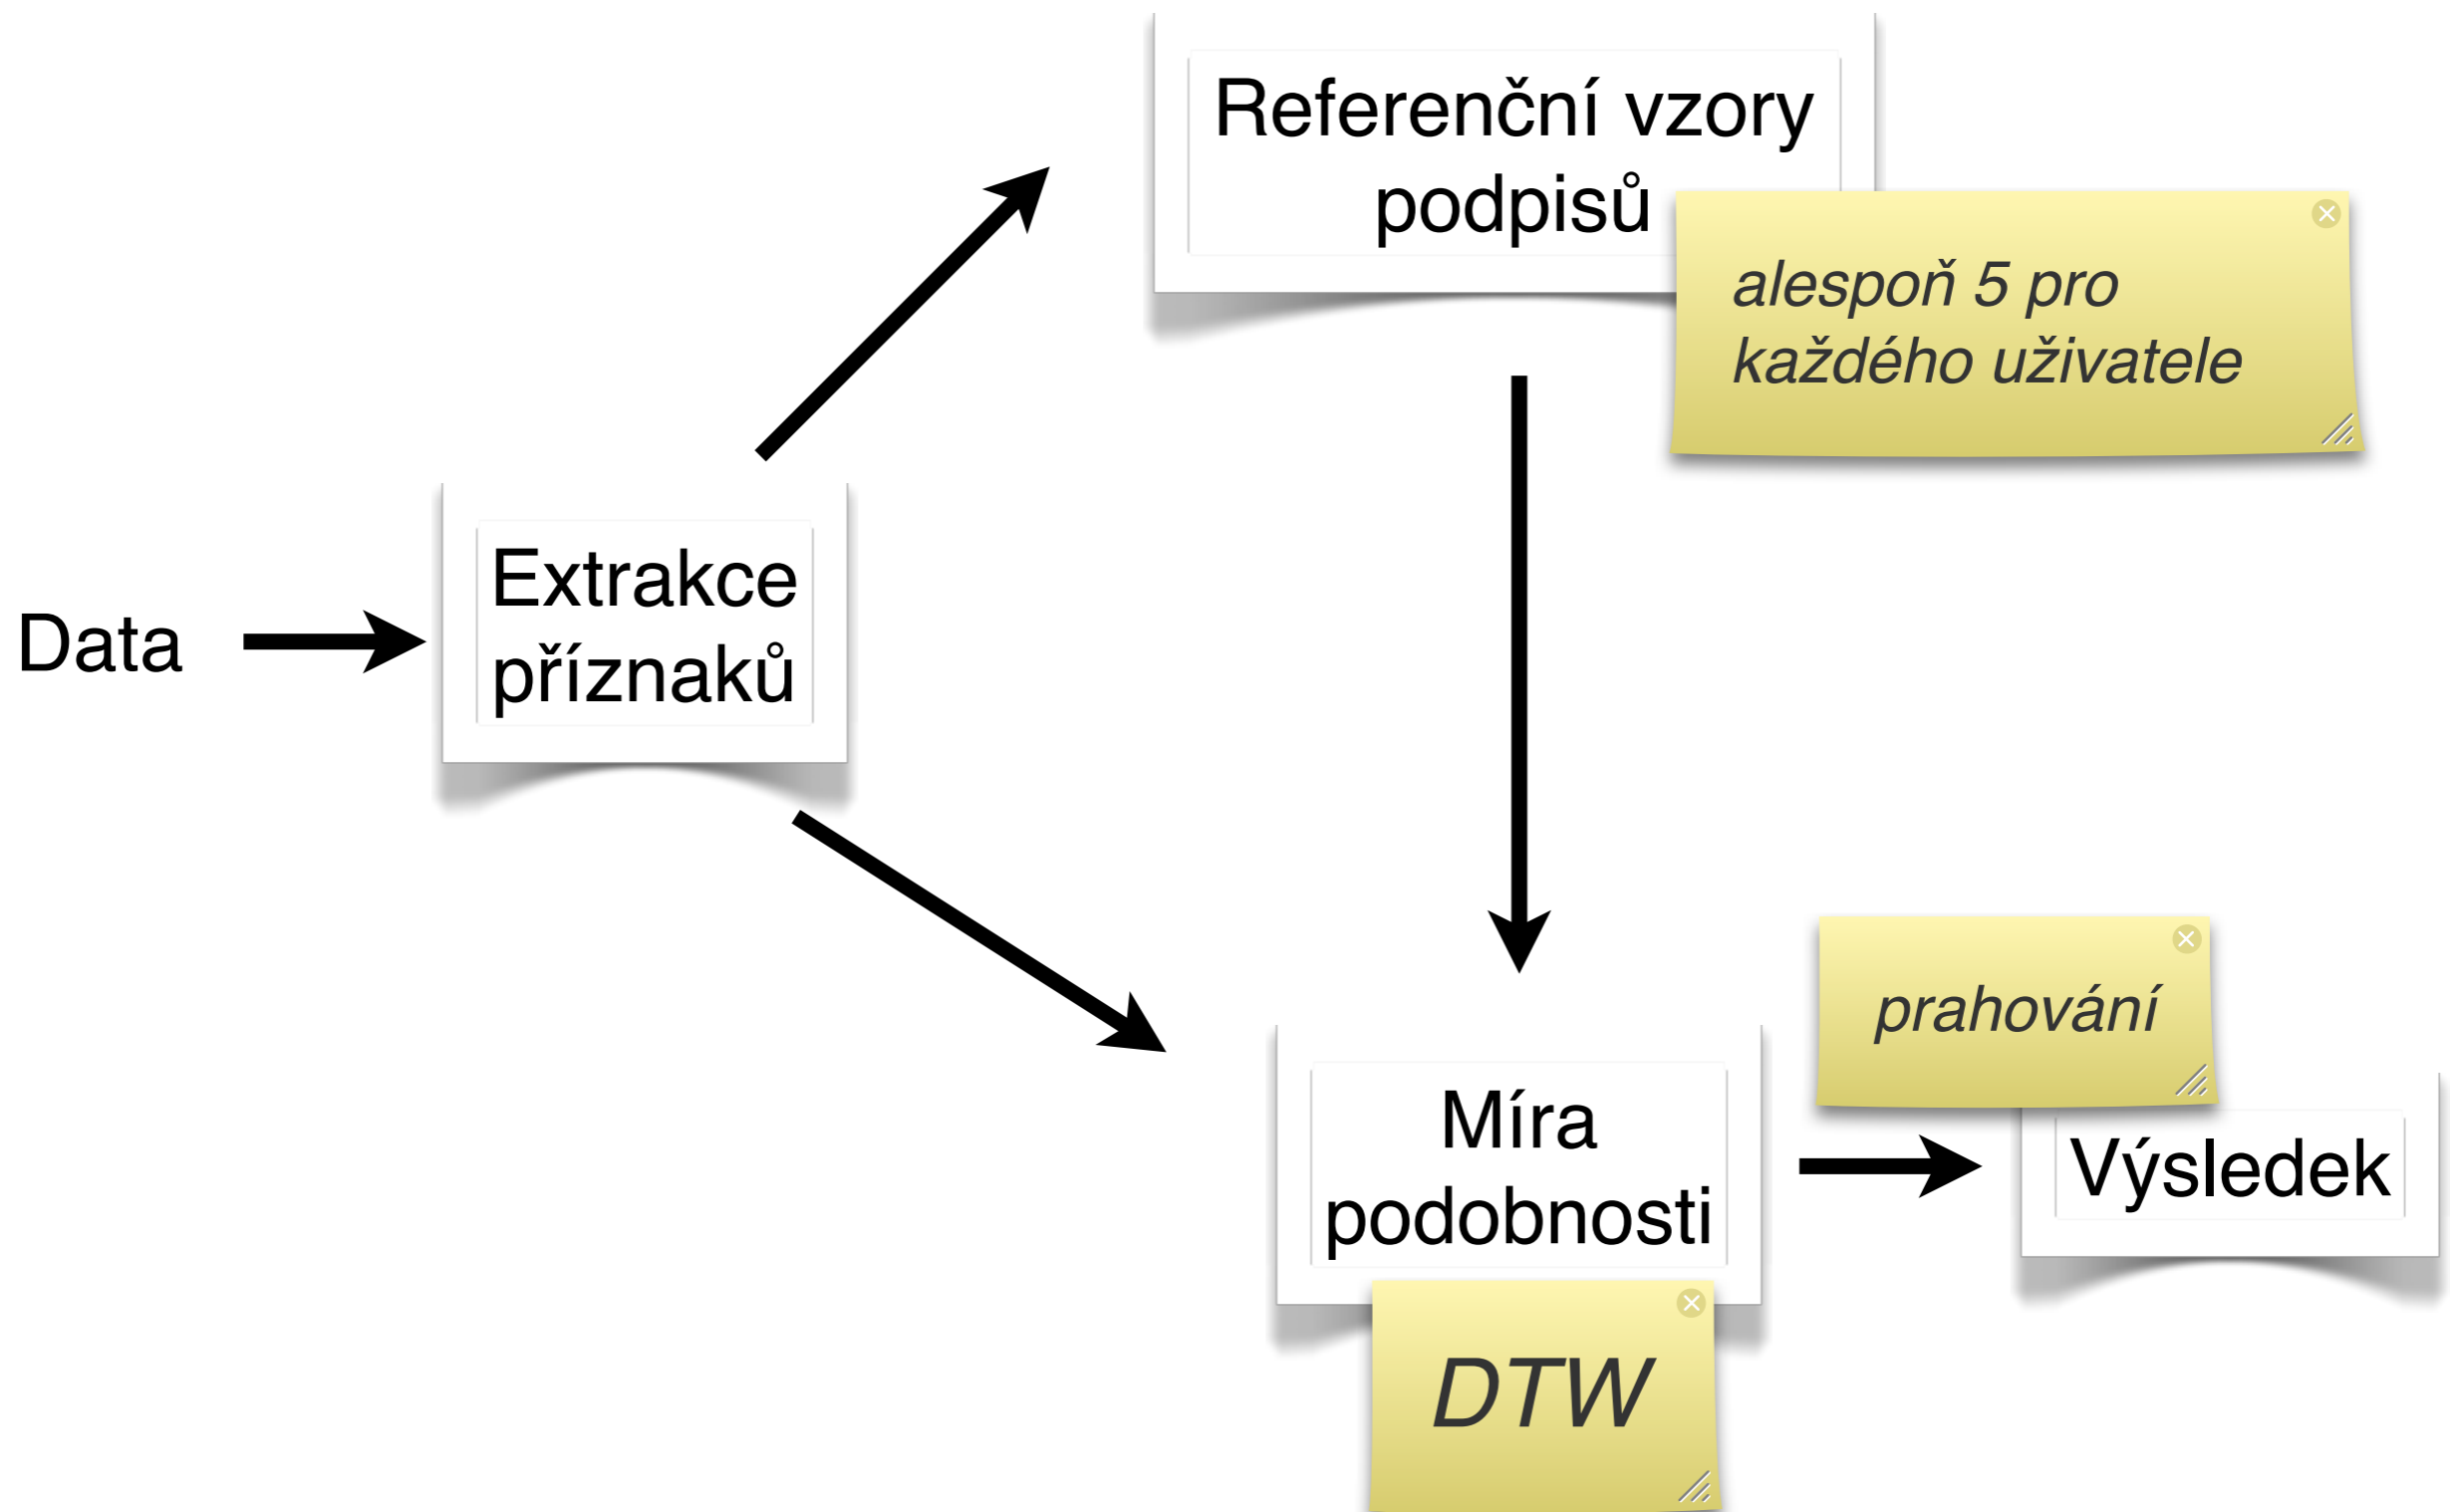 Referenční vzory
podpisů
alespoň 5 pro
každého uživatele
Extrakce
příznaků
Data
prahování
Míra
podobnosti
Výsledek
DTW